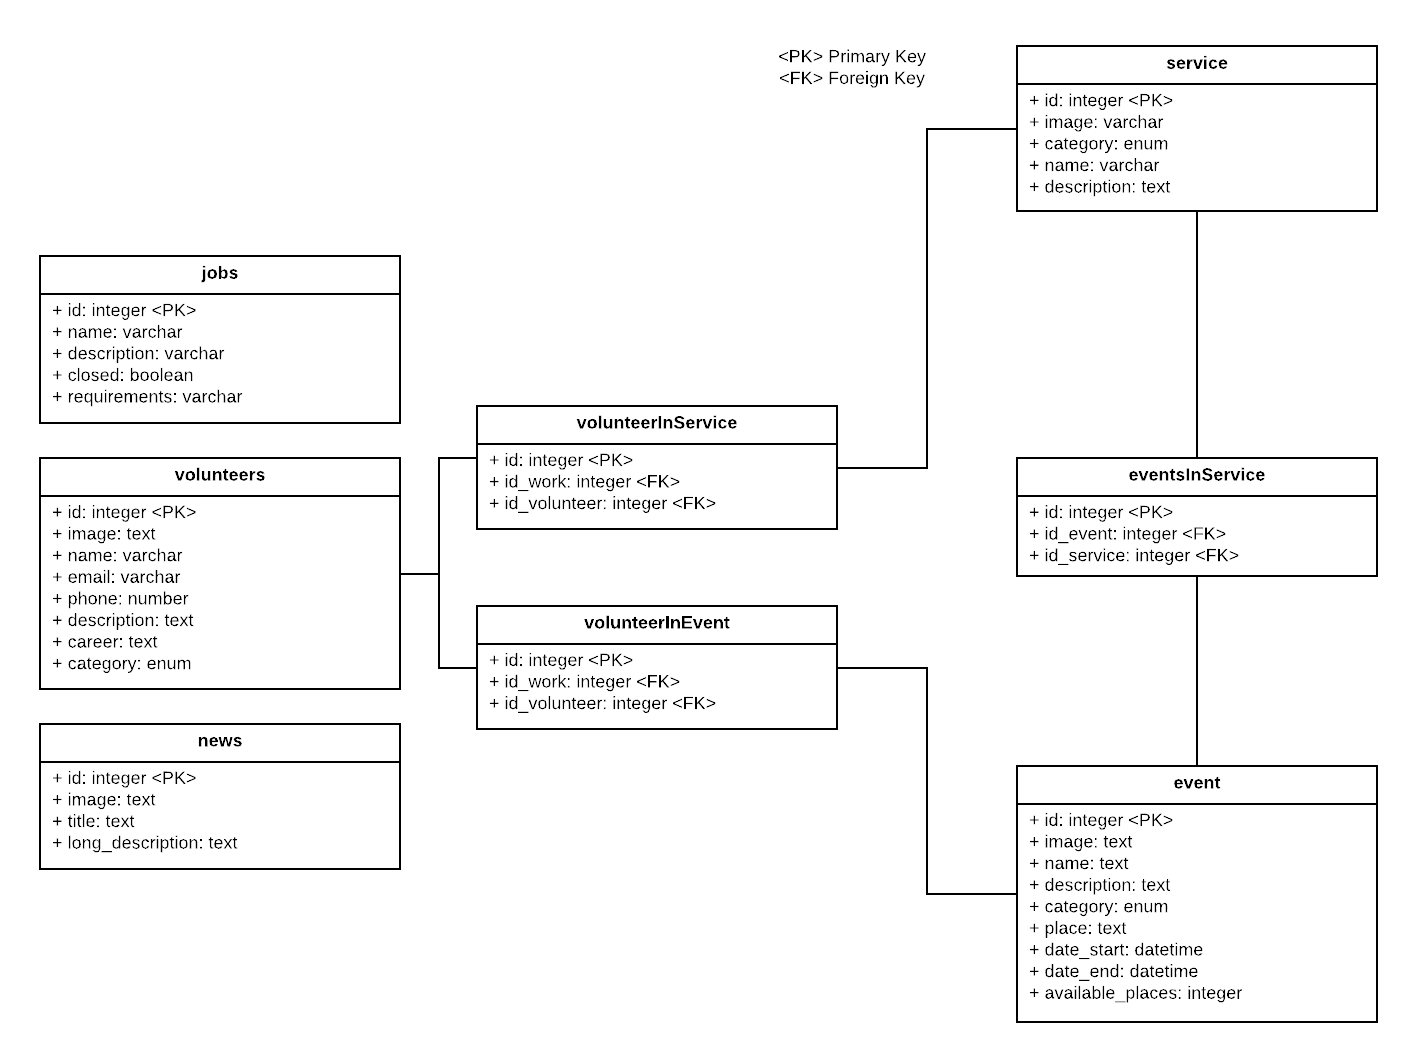 <PK> Primary Key
<FK> Foreign Key
service
+ id: integer <PK>
+ image: varchar
+ category: enum
+ name: varchar
+ description: text
jobs
+ id: integer <PK>
+ name: varchar
+ description: varchar
+ closed: boolean
+ requirements: varchar
volunteerInService
+ id: integer <PK>
+ id_work: integer <FK>
+ id_volunteer: integer <FK>
volunteers
+ id: integer <PK>
+ image: text
+ name: varchar
+ email: varchar
+ phone: number
+ description: text
+ career: text
+ category: enum
eventsInService
+ id: integer <PK>
+ id_event: integer <FK>
+ id_service: integer <FK>
volunteerInEvent
+ id: integer <PK>
+ id_work: integer <FK>
+ id_volunteer: integer <FK>
news
+ id: integer <PK>
+ image: text
+ title: text
+ long_description: text
event
+ id: integer <PK>
+ image: text
+ name: text
+ description: text
+ category: enum
+ place: text
+ date_start: datetime
+ date_end: datetime
+ available_places: integer